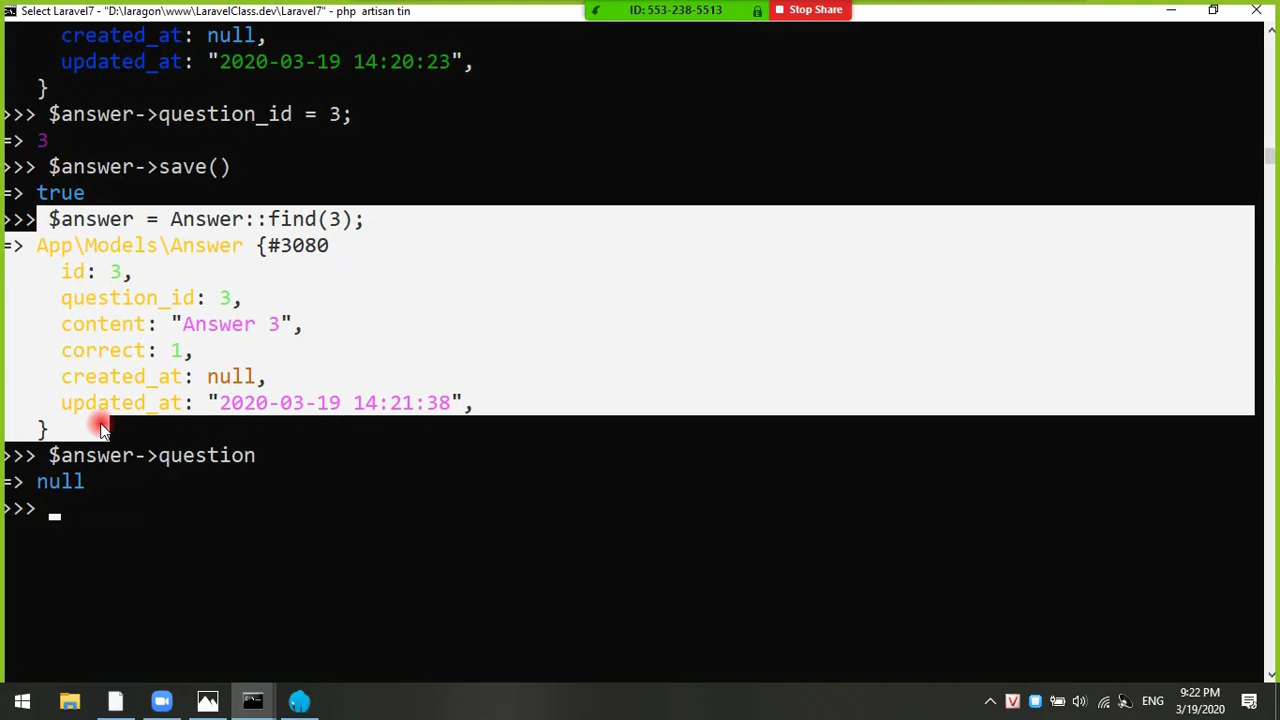 Select Laravel7 - "D:\laragon\www\LaravelClass.dev\Laravel7" - php  artisan tin
ID: 553-238-5513
Stop Share
created_at: null,
updated_at: "2020-03-19 14:20:23",
}
>>> $answer->question_id = 3;
=> 3
>>> $answer->save()
=> true
>>> $answer = Answer::find(3);
=> App\Models\Answer {#3080
id: 3,
question_id: 3,
content: "Answer 3",
correct: 1,
created_at: null,
updated_at: "2020-03-19 14:21:38",
}
>>> $answer->question
=> null
>>>
ENG
9:22 PM
3/19/2020